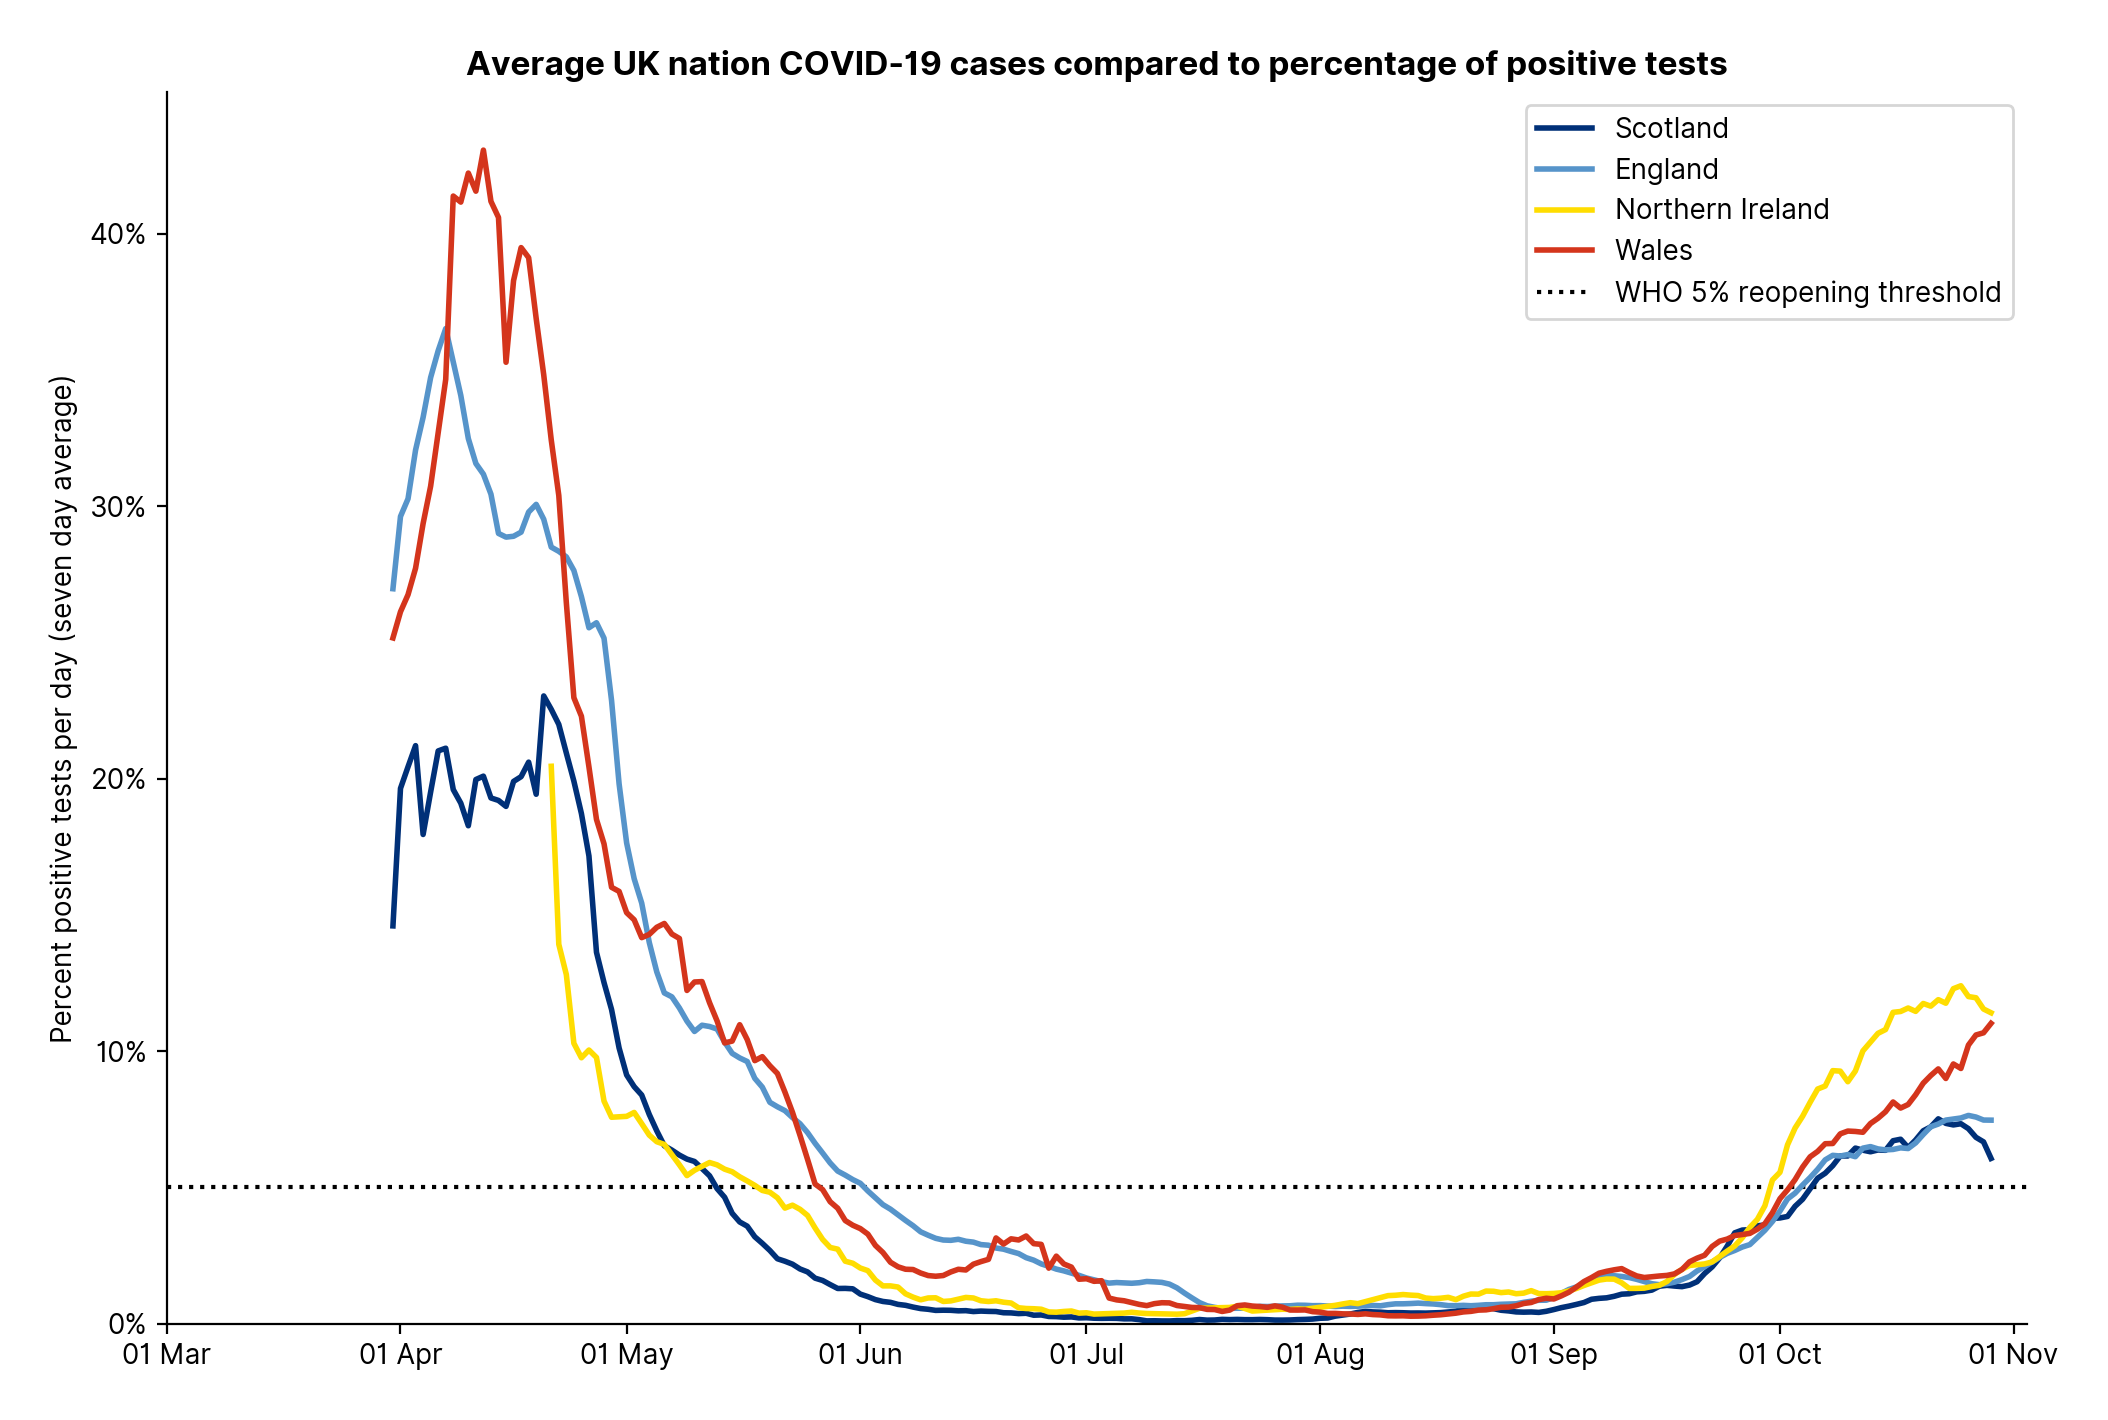 Average UK nation COVID-19 cases compared to percentage of positive tests
Scotland
England
Northern Ireland
Wales
WHO 5% reopening threshold
Percent positive tests per day (seven day average)
40%
30%
20%
10%
0%
01 Mar
01 Apr
01 May
01 Jun
01 Jul
01 Aug
01 Sep
01 Oct
01 Nov